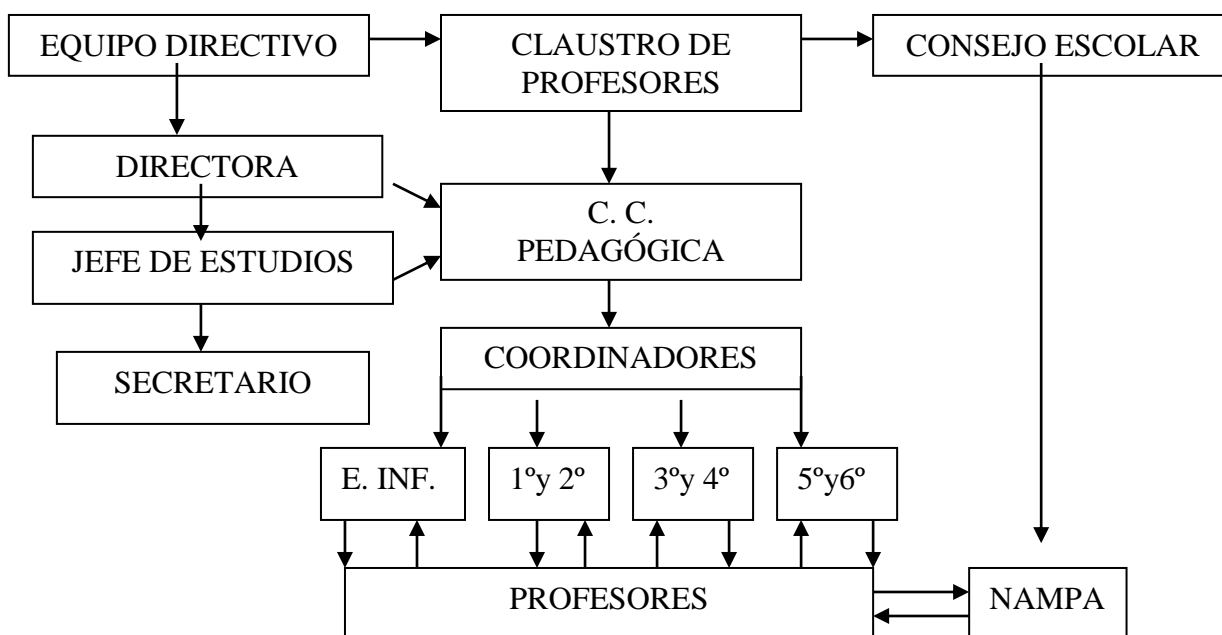 EQUIPO DIRECTIVO
CLAUSTRO DE
PROFESORES
CONSEJO ESCOLAR
DIRECTORA
C. C.
PEDAGÓGICA
JEFE DE ESTUDIOS
COORDINADORES
SECRETARIO
E. INF.
1ºy 2º
3ºy 4º
5ºy6º
PROFESORES
NAMPA